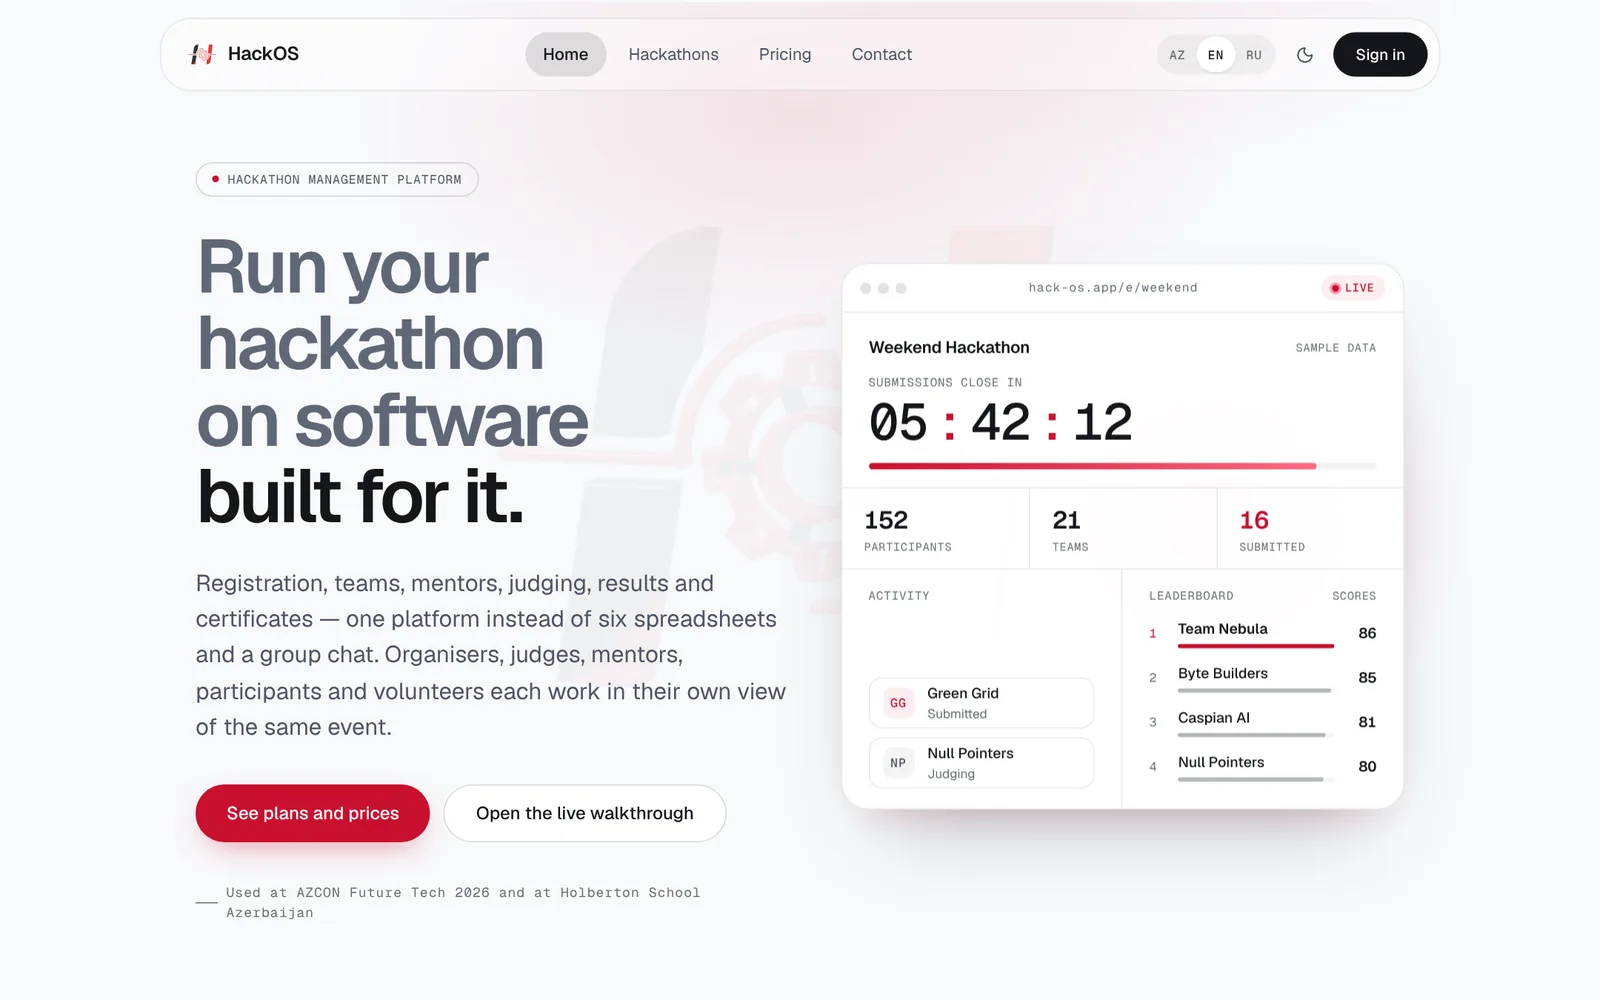 HackOS
Home
Hackathons
Pricing
Contact
AZ
EN
RU
Sign in
HACKATHON MANAGEMENT PLATFORM
Run your
hackathon
on software
built for it.
Registration, teams, mentors, judging, results and
certificates — one platform instead of six spreadsheets
and a group chat. Organisers, judges, mentors,
participants and volunteers each work in their own view
of the same event.
See plans and prices
Open the live walkthrough
Used at AZCON Future Tech 2026 and at Holberton School
Azerbaijan
hack-os.app/e/weekend
LIVE
Weekend Hackathon
SAMPLE DATA
SUBMISSIONS CLOSE IN
05 : 42 : 12
152
PARTICIPANTS
21
TEAMS
16
SUBMITTED
ACTIVITY
GG
Green Grid
Submitted
NP
Null Pointers
Judging
LEADERBOARD
SCORES
1 Team Nebula 86
2 Byte Builders 85
3 Caspian AI 81
4 Null Pointers 80